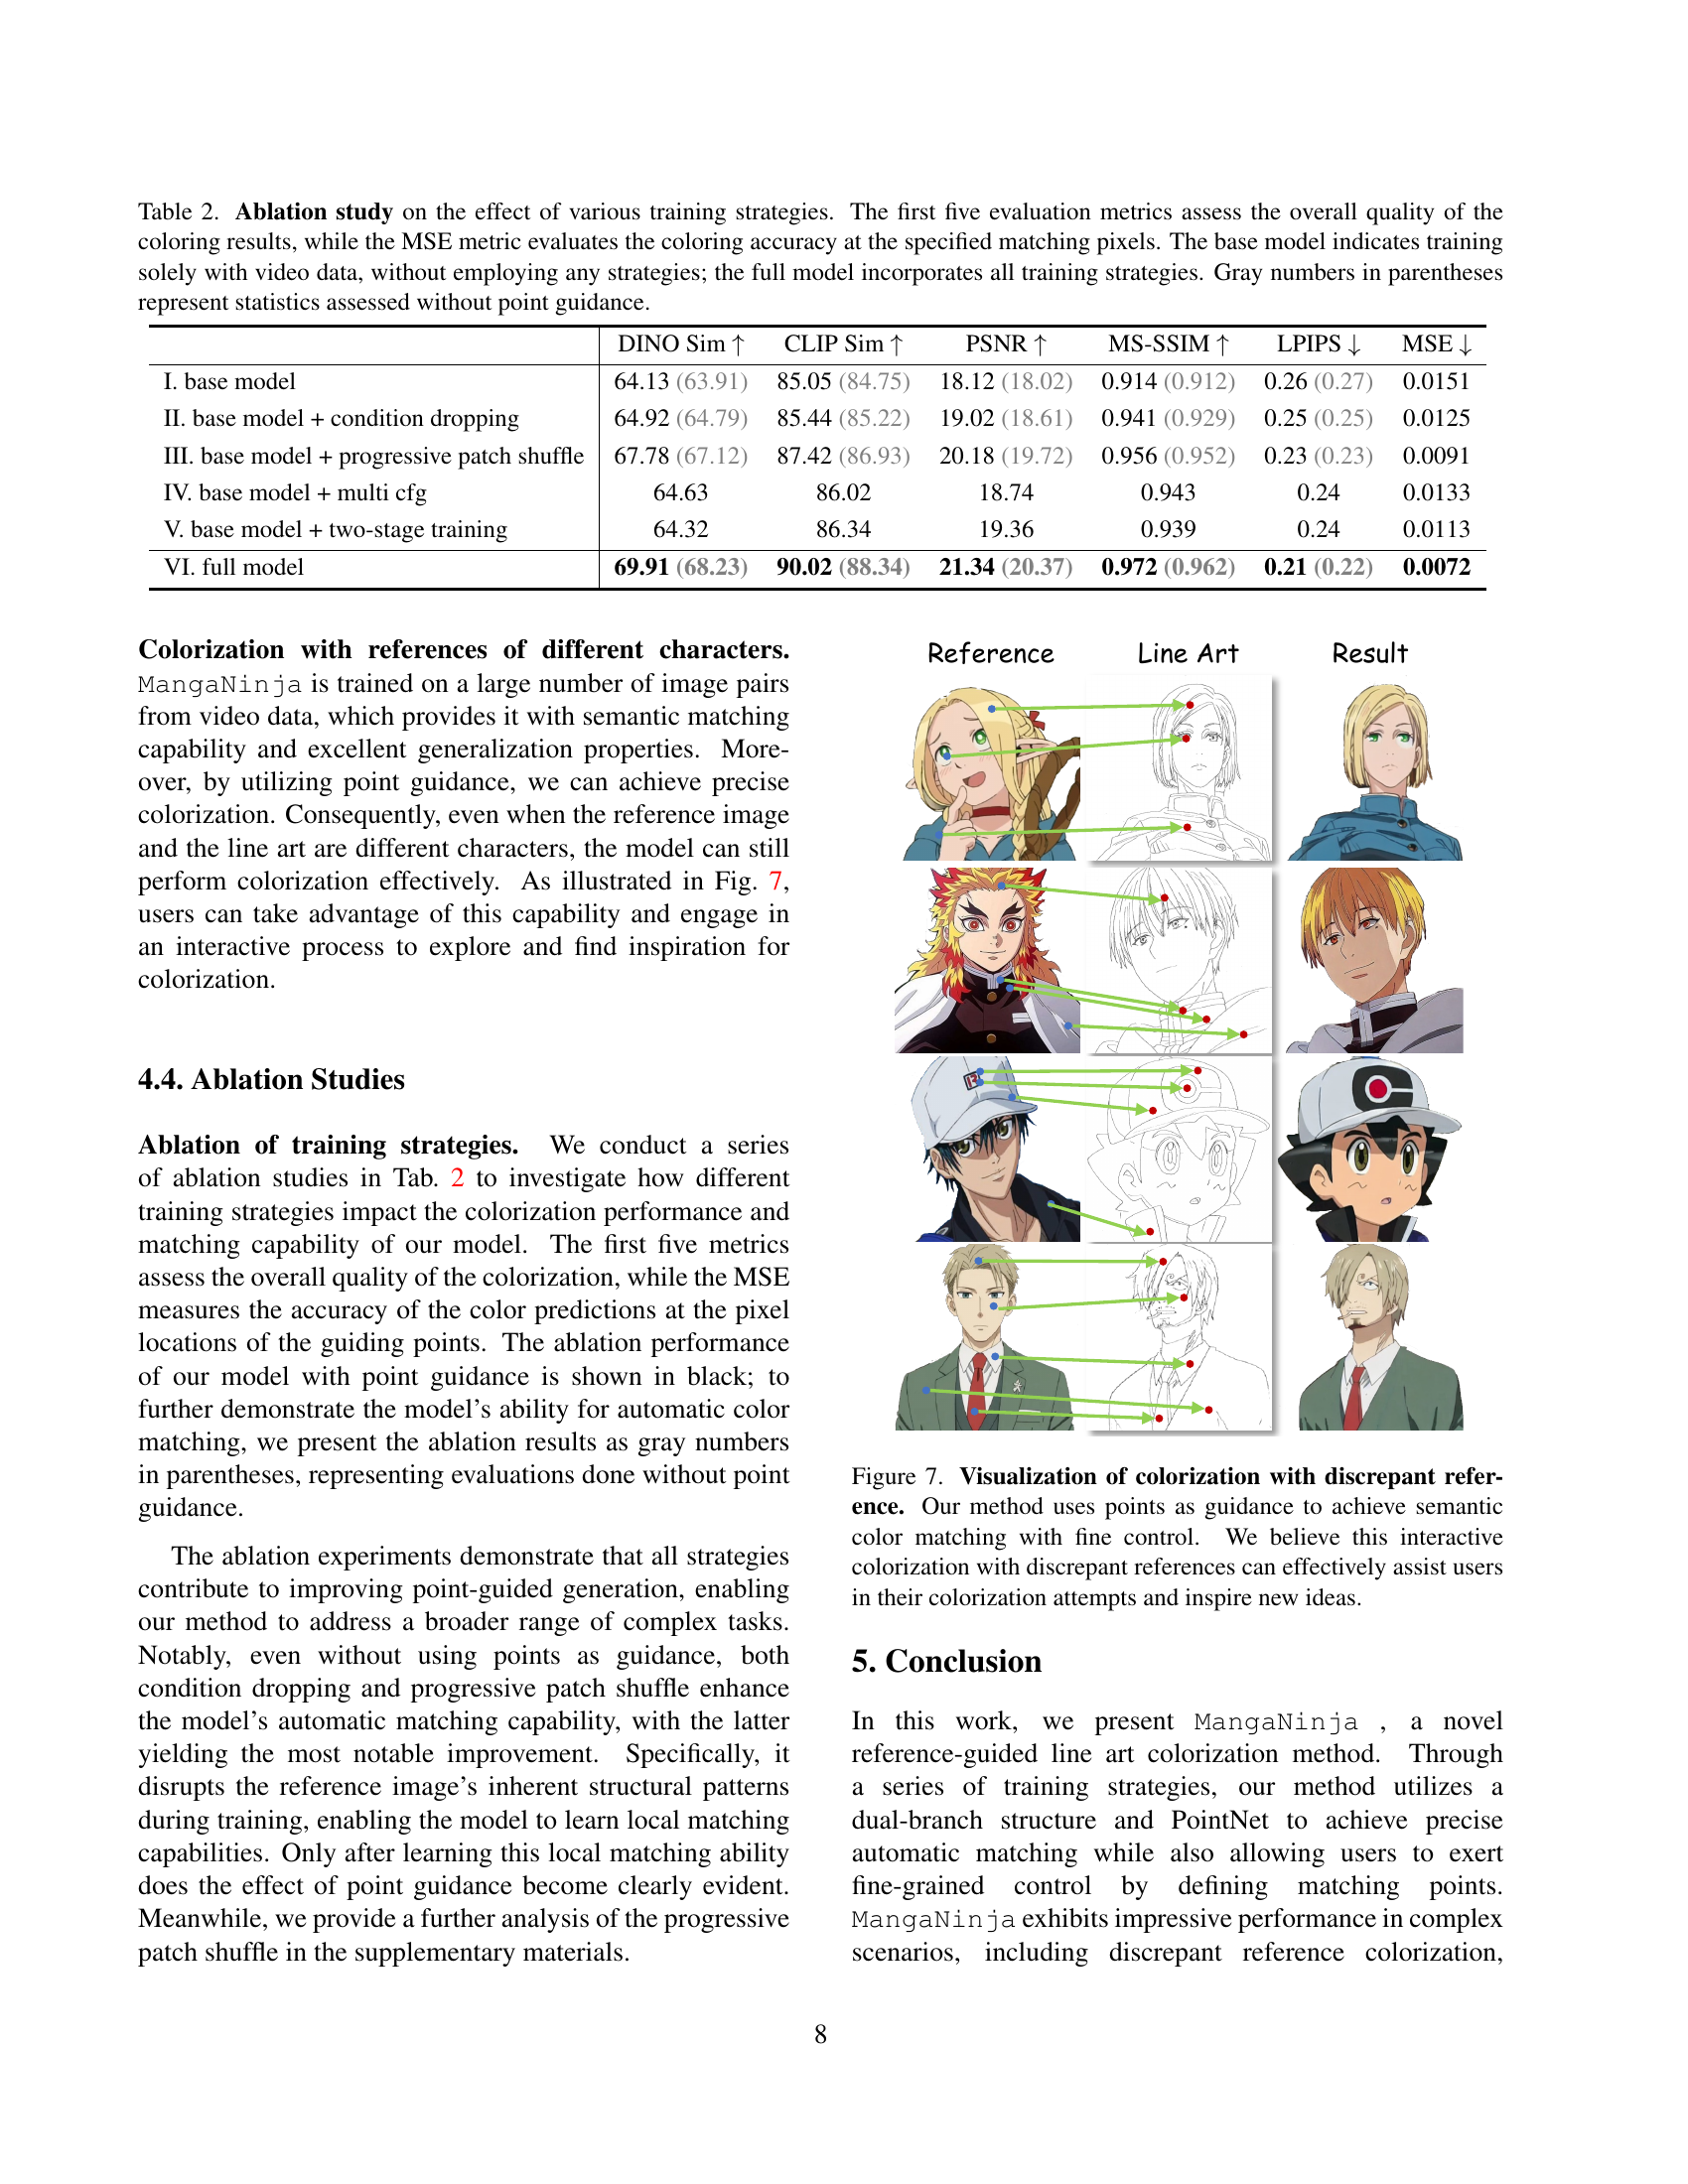 Table 2. Ablation study on the effect of various training strategies. The first five evaluation metrics assess the overall quality of the
coloring results, while the MSE metric evaluates the coloring accuracy at the specified matching pixels. The base model indicates training
solely with video data, without employing any strategies; the full model incorporates all training strategies. Gray numbers in parentheses
represent statistics assessed without point guidance.
DINO Sim ↑ CLIP Sim ↑ PSNR ↑ MS-SSIM ↑ LPIPS ↓ MSE ↓
I. base model 64.13 (63.91) 85.05 (84.75) 18.12 (18.02) 0.914 (0.912) 0.26 (0.27) 0.0151
II. base model + condition dropping 64.92 (64.79) 85.44 (85.22) 19.02 (18.61) 0.941 (0.929) 0.25 (0.25) 0.0125
III. base model + progressive patch shuffle 67.78 (67.12) 87.42 (86.93) 20.18 (19.72) 0.956 (0.952) 0.23 (0.23) 0.0091
IV. base model + multi cfg 64.63 86.02 18.74 0.943 0.24 0.0133
V. base model + two-stage training 64.32 86.34 19.36 0.939 0.24 0.0113
VI. full model 69.91 (68.23) 90.02 (88.34) 21.34 (20.37) 0.972 (0.962) 0.21 (0.22) 0.0072
Colorization with references of different characters.
MangaNinja is trained on a large number of image pairs
from video data, which provides it with semantic matching
capability and excellent generalization properties. More-
over, by utilizing point guidance, we can achieve precise
colorization. Consequently, even when the reference image
and the line art are different characters, the model can still
perform colorization effectively. As illustrated in Fig. 7,
users can take advantage of this capability and engage in
an interactive process to explore and find inspiration for
colorization.
4.4. Ablation Studies
Ablation of training strategies. We conduct a series
of ablation studies in Tab. 2 to investigate how different
training strategies impact the colorization performance and
matching capability of our model. The first five metrics
assess the overall quality of the colorization, while the MSE
measures the accuracy of the color predictions at the pixel
locations of the guiding points. The ablation performance
of our model with point guidance is shown in black; to
further demonstrate the model's ability for automatic color
matching, we present the ablation results as gray numbers
in parentheses, representing evaluations done without point
guidance.
The ablation experiments demonstrate that all strategies
contribute to improving point-guided generation, enabling
our method to address a broader range of complex tasks.
Notably, even without using points as guidance, both
condition dropping and progressive patch shuffle enhance
the model's automatic matching capability, with the latter
yielding the most notable improvement. Specifically, it
disrupts the reference image's inherent structural patterns
during training, enabling the model to learn local matching
capabilities. Only after learning this local matching ability
does the effect of point guidance become clearly evident.
Meanwhile, we provide a further analysis of the progressive
patch shuffle in the supplementary materials.
Reference Line Art Result
R
Figure 7. Visualization of colorization with discrepant refer-
ence. Our method uses points as guidance to achieve semantic
color matching with fine control. We believe this interactive
colorization with discrepant references can effectively assist users
in their colorization attempts and inspire new ideas.
5. Conclusion
In this work, we present MangaNinja , a novel
reference-guided line art colorization method. Through
a series of training strategies, our method utilizes a
dual-branch structure and PointNet to achieve precise
automatic matching while also allowing users to exert
fine-grained control by defining matching points.
MangaNinja exhibits impressive performance in complex
scenarios, including discrepant reference colorization,
8